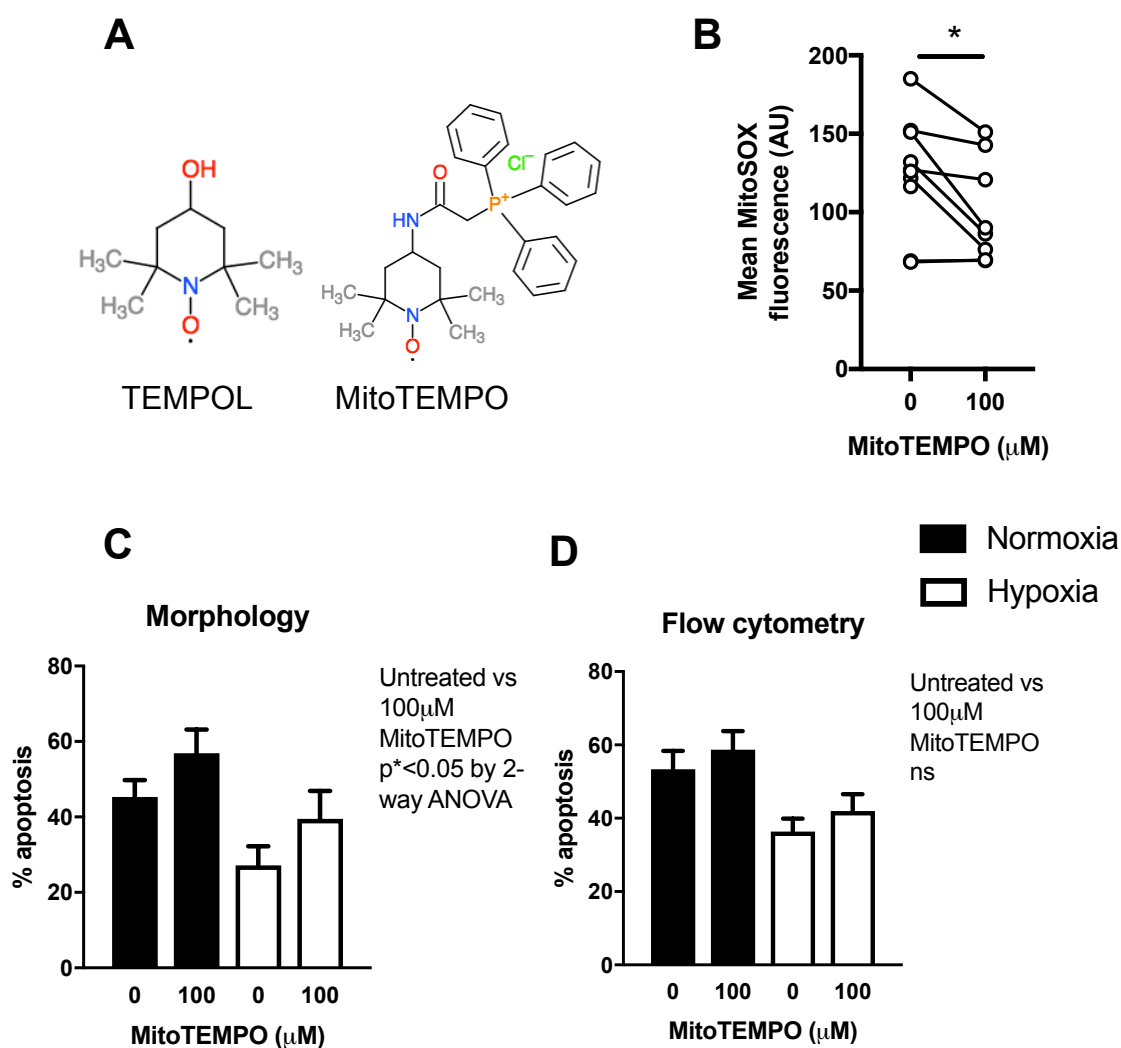 A
OH
H₃C
CH₃
H₃C
N
CH₃
O
·
TEMPOL
O
Cl⁻
P⁺
HN
H₃C
CH₃
H₃C
N
CH₃
O
·
MitoTEMPO
B
*
Mean MitoSOX
fluorescence (AU)
200
150
100
50
0
0 100
MitoTEMPO (μM)
C
Morphology
% apoptosis
80
60
40
20
0
0 100 0 100
MitoTEMPO (μM)
Untreated vs
100μM
MitoTEMPO
p*<0.05 by 2-
way ANOVA
D
Normoxia
Hypoxia
Flow cytometry
% apoptosis
80
60
40
20
0
0 100 0 100
MitoTEMPO (μM)
Untreated vs
100μM
MitoTEMPO
ns